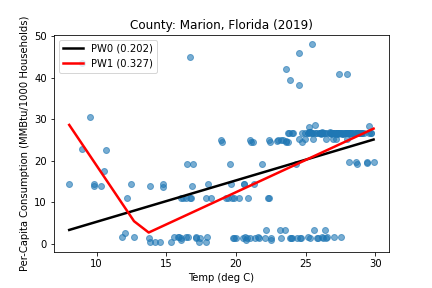 County: Marion, Florida (2019)
PW0 (0.202)
PW1 (0.327)
Per-Capita Consumption (MMBtu/1000 Households)
50
40
30
20
10
0
10 15 20 25 30
Temp (deg C)